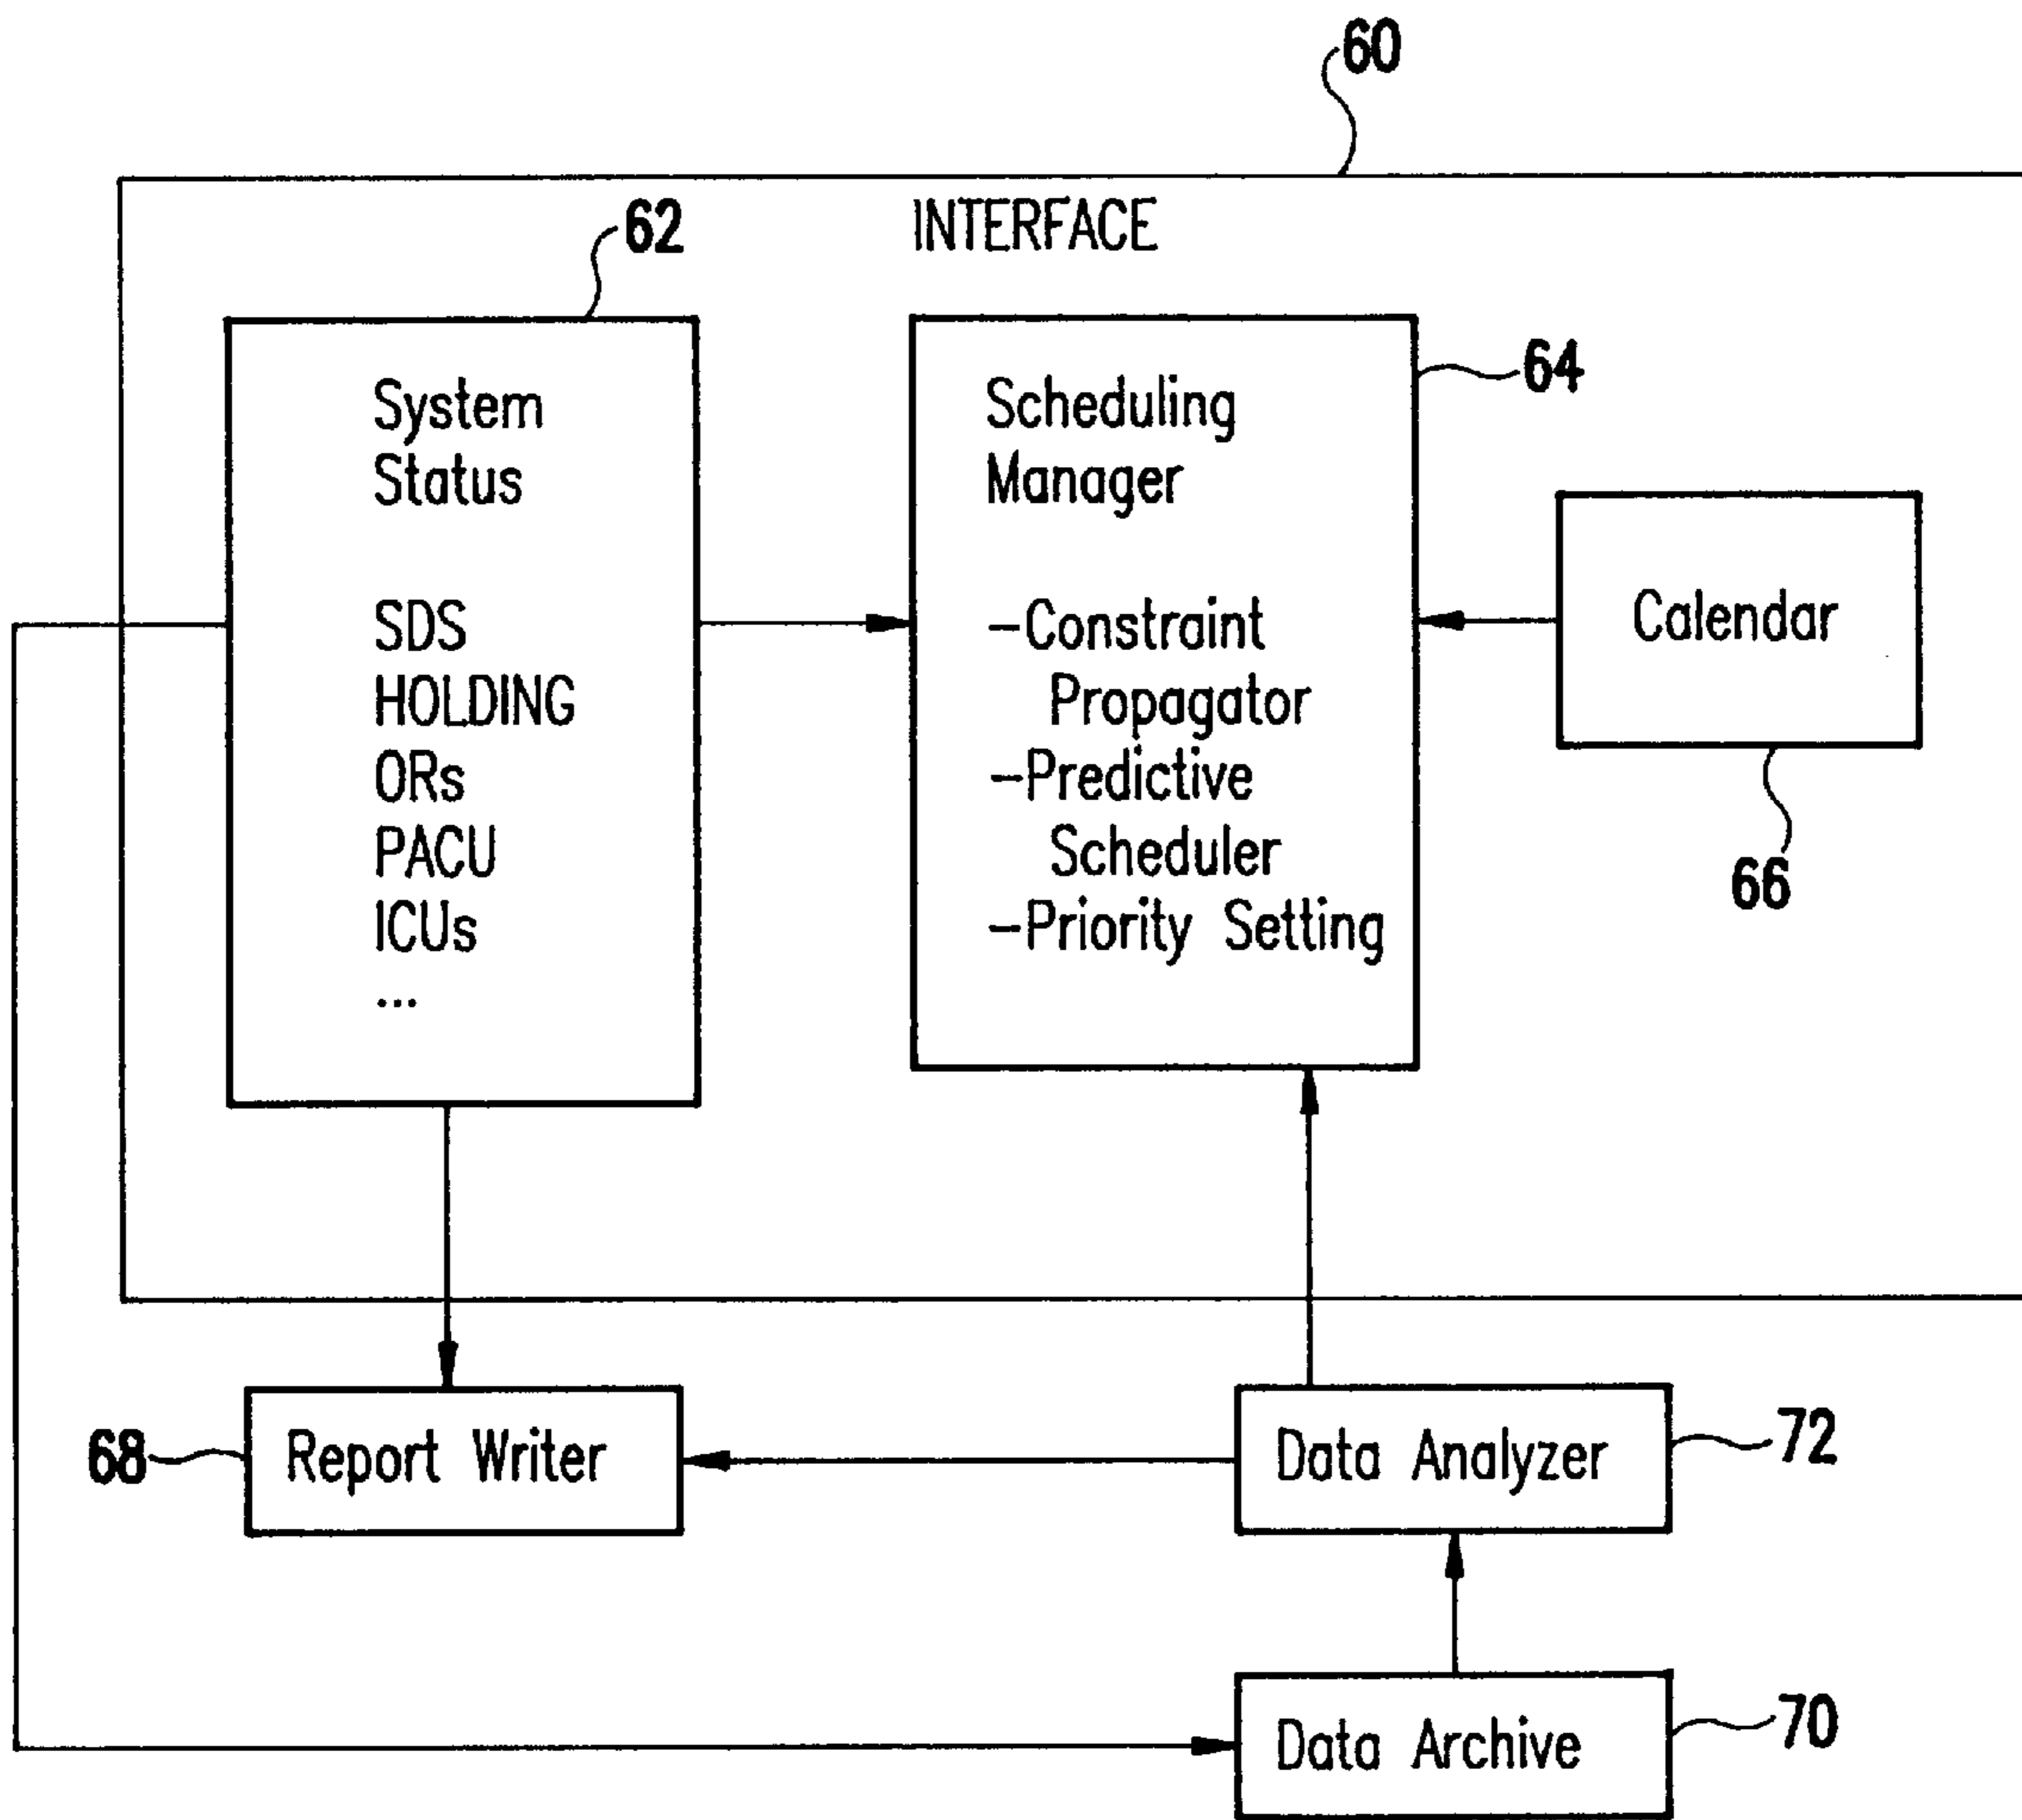 60
INTERFACE
62
System
Status
SDS
HOLDING
ORs
PACU
ICUs
...
Scheduling
Manager
-Constraint
Propagator
-Predictive
Scheduler
-Priority Setting
64
Calendar
66
68
Report Writer
Data Analyzer
72
Data Archive
70